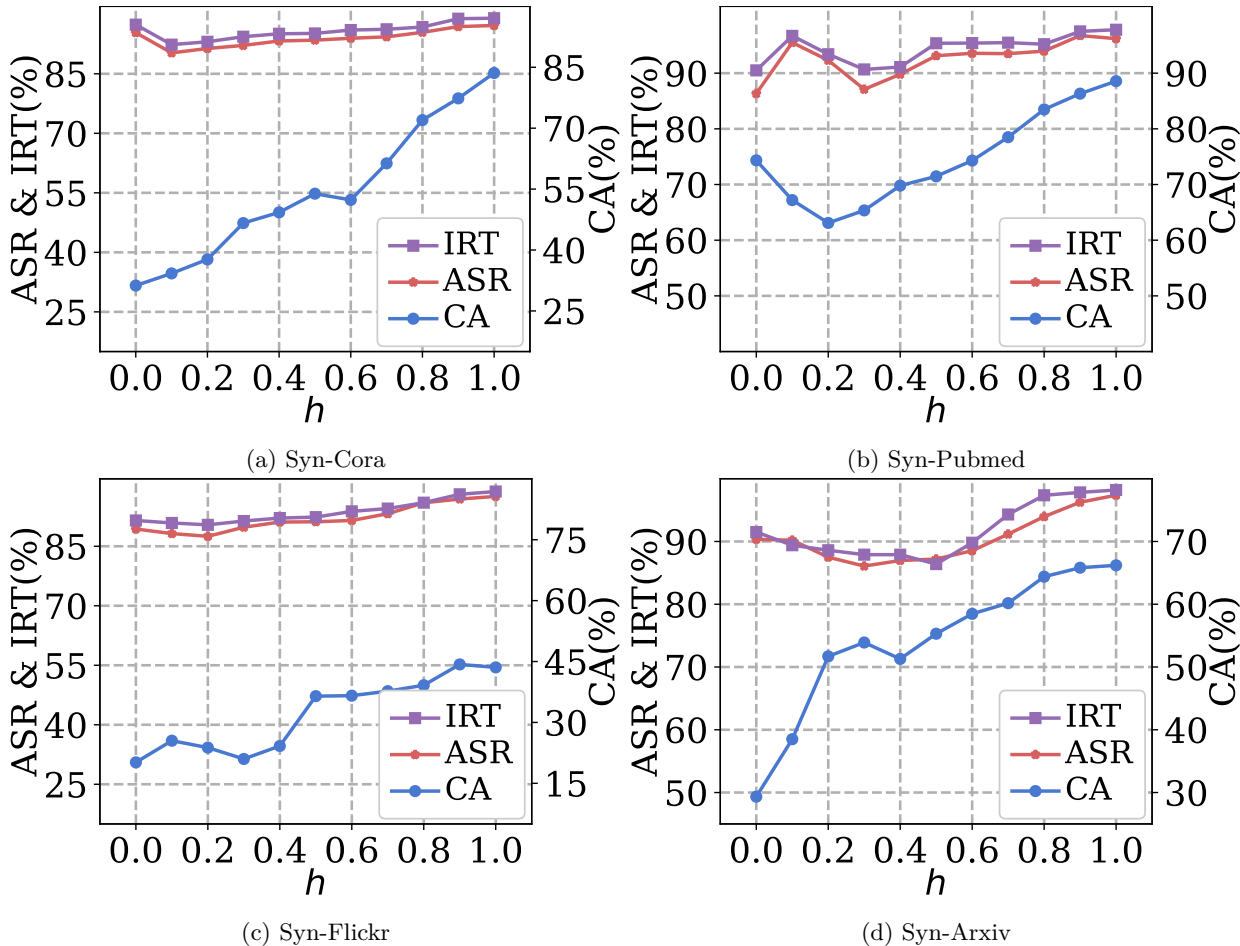 ASR & IRT(%)
85
70
55
40
25
CA(%)
85
70
55
40
25
IRT
ASR
CA
0.0 0.2 0.4 0.6 0.8 1.0
h
(a) Syn-Cora
ASR & IRT(%)
90
80
70
60
50
CA(%)
90
80
70
60
50
IRT
ASR
CA
0.0 0.2 0.4 0.6 0.8 1.0
h
(b) Syn-Pubmed
ASR & IRT(%)
85
70
55
40
25
CA(%)
75
60
45
30
15
IRT
ASR
CA
0.0 0.2 0.4 0.6 0.8 1.0
h
(c) Syn-Flickr
ASR & IRT(%)
90
80
70
60
50
CA(%)
70
60
50
40
30
IRT
ASR
CA
0.0 0.2 0.4 0.6 0.8 1.0
h
(d) Syn-Arxiv